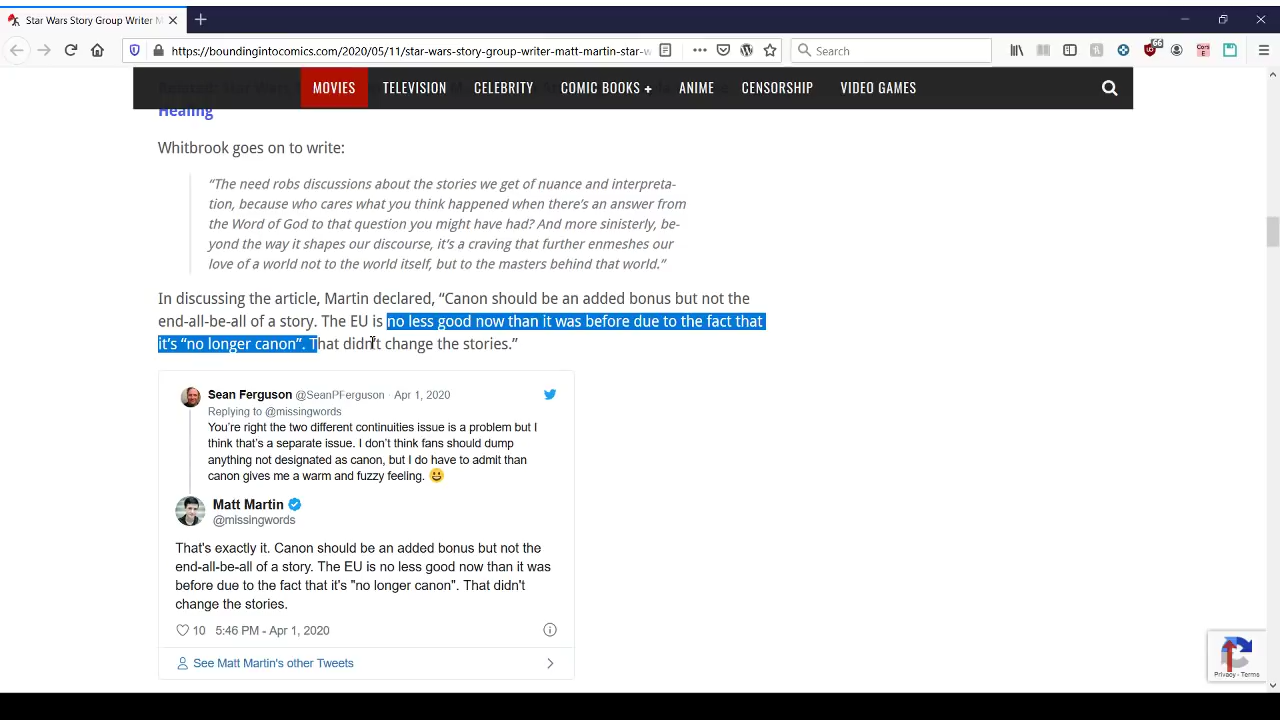 Star Wars Story Group Writer M
https://boundingintocomics.com/2020/05/11/star-wars-story-group-writer-matt-martin-star-w
Search
66
MOVIES TELEVISION CELEBRITY COMIC BOOKS + ANIME CENSORSHIP VIDEO GAMES
Healing
Whitbrook goes on to write:
“The need robs discussions about the stories we get of nuance and interpreta-
tion, because who cares what you think happened when there’s an answer from
the Word of God to that question you might have had? And more sinisterly, be-
yond the way it shapes our discourse, it’s a craving that further enmeshes our
love of a world not to the world itself, but to the masters behind that world.”
In discussing the article, Martin declared, “Canon should be an added bonus but not the
end-all-be-all of a story. The EU is no less good now than it was before due to the fact that
it’s “no longer canon”. That didn’t change the stories.”
Sean Ferguson @SeanPFerguson · Apr 1, 2020
Replying to @missingwords
You’re right the two different continuities issue is a problem but I
think that’s a separate issue. I don’t think fans should dump
anything not designated as canon, but I do have to admit than
canon gives me a warm and fuzzy feeling. 😃
Matt Martin
@missingwords
That's exactly it. Canon should be an added bonus but not the
end-all-be-all of a story. The EU is no less good now than it was
before due to the fact that it's "no longer canon". That didn't
change the stories.
10 5:46 PM - Apr 1, 2020
See Matt Martin's other Tweets
Privacy - Terms